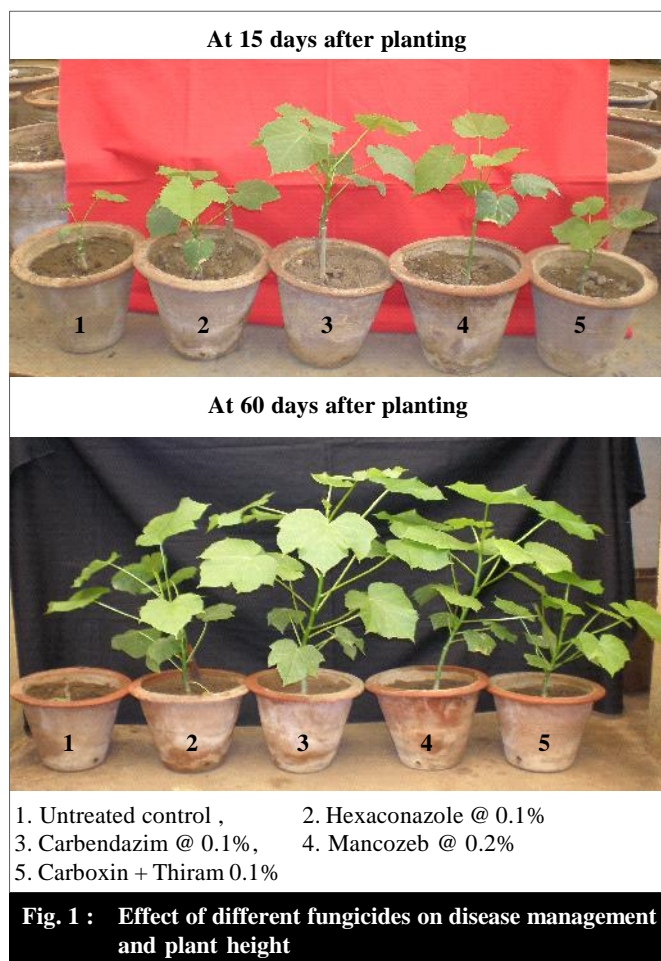 At 15 days after planting
1 2 3 4 5
At 60 days after planting
1 2 3 4 5
1. Untreated control , 2. Hexaconazole @ 0.1%
3. Carbendazim @ 0.1%, 4. Mancozeb @ 0.2%
5. Carboxin + Thiram 0.1%
Fig. 1 : Effect of different fungicides on disease management
and plant height